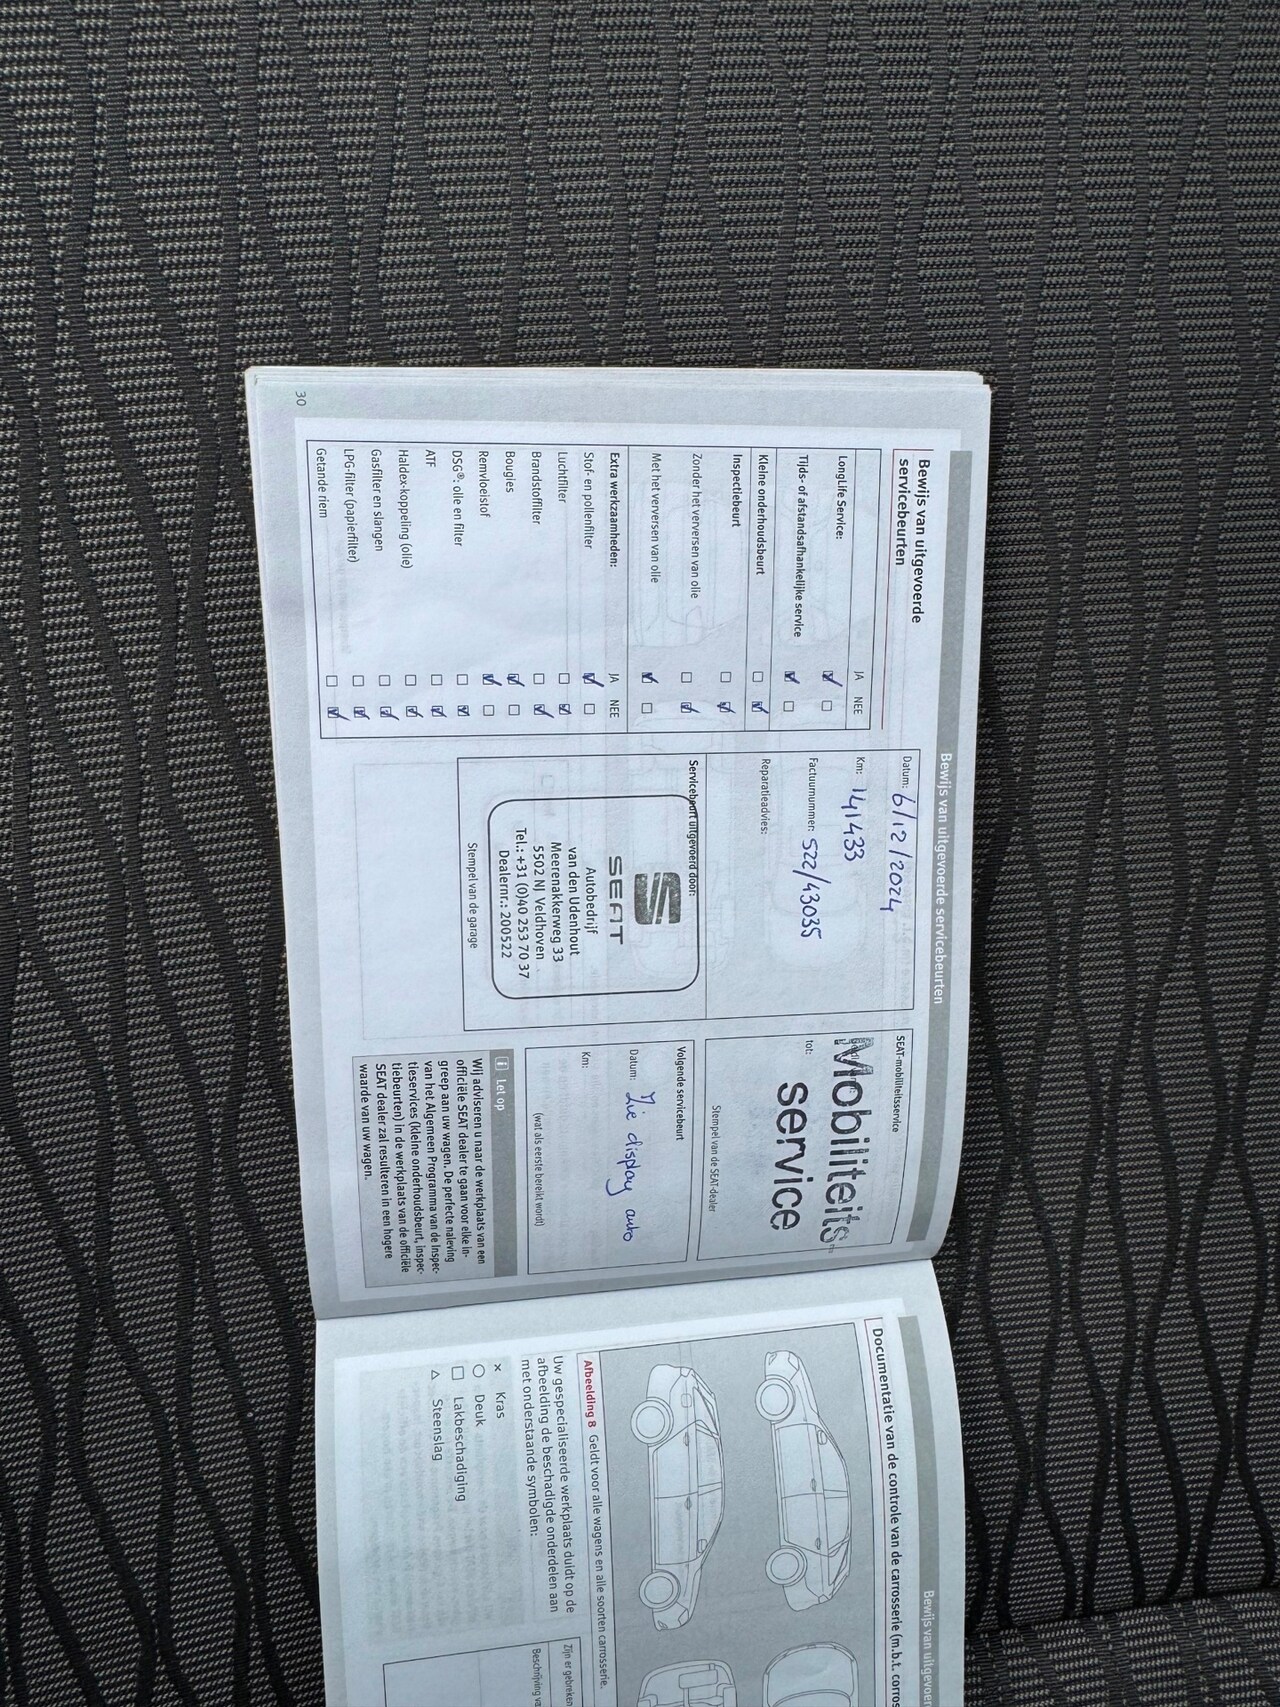 Bewijs van uitgevoerde servicebeurten
Bewijs van uitgevoerde
servicebeurten
JA NEE
LongLife Service:
Tijds- of afstandsafhankelijke service
Kleine onderhoudsbeurt
Inspectiebeurt
Zonder het verversen van olie
Met het verversen van olie
Extra werkzaamheden: JA NEE
Stof- en pollenfilter
Luchtfilter
Brandstoffilter
Bougies
Remvloeistof
DSG®: olie en filter
ATF
Haldex-koppeling (olie)
Gasfilter en slangen
LPG-filter (papierfilter)
Getande riem
30
Datum: 6/12/2024
Km: 141433
Factuurnummer: 522/43035
Reparatieadvies:
Servicebeurt uitgevoerd door:
SEAT
Autobedrijf
van den Udenhout
Meerenakkerweg 33
5502 NJ Veldhoven
Tel.: +31 (0)40 253 70 37
Dealernr.: 200522
Stempel van de garage
SEAT-mobiliteitsservice
Mobiliteits
tot:
service
Stempel van de SEAT-dealer
Volgende servicebeurt
Datum: Zie display auto
Km:
(wat als eerste bereikt wordt)
i Let op
Wij adviseren u naar de werkplaats van een
officiële SEAT dealer te gaan voor elke in-
greep aan uw wagen. De perfecte naleving
van het Algemeen Programma van de Inspec-
tieservices (kleine onderhoudsbeurt, inspec-
tiebeurten) in de werkplaats van de officiële
SEAT dealer zal resulteren in een hogere
waarde van uw wagen.
Bewijs van uitgevoer
Documentatie van de controle van de carrosserie (m.b.t. corros
Afbeelding 8 Geldt voor alle wagens en alle soorten carrosserie.
Uw gespecialiseerde werkplaats duidt op de
afbeelding de beschadigde onderdelen aan
met onderstaande symbolen:
× Kras
○ Deuk
□ Lakbeschadiging
△ Steenslag
Zijn er gebreken
Beschrijving va